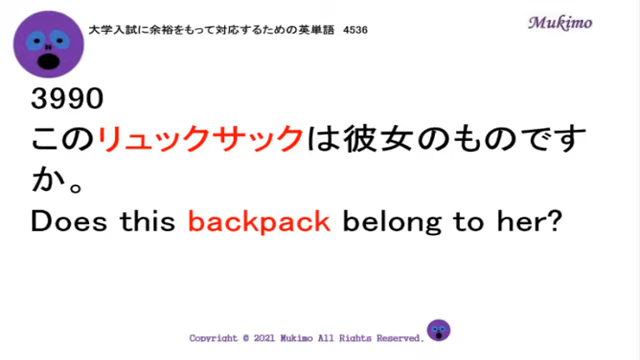 大学入試に余裕をもって対応するための英単語 4536
Mukimo
3990
このリュックサックは彼女のものです
か。
Does this backpack belong to her?
Copyright © 2021 Mukimo All Rights Reserved.